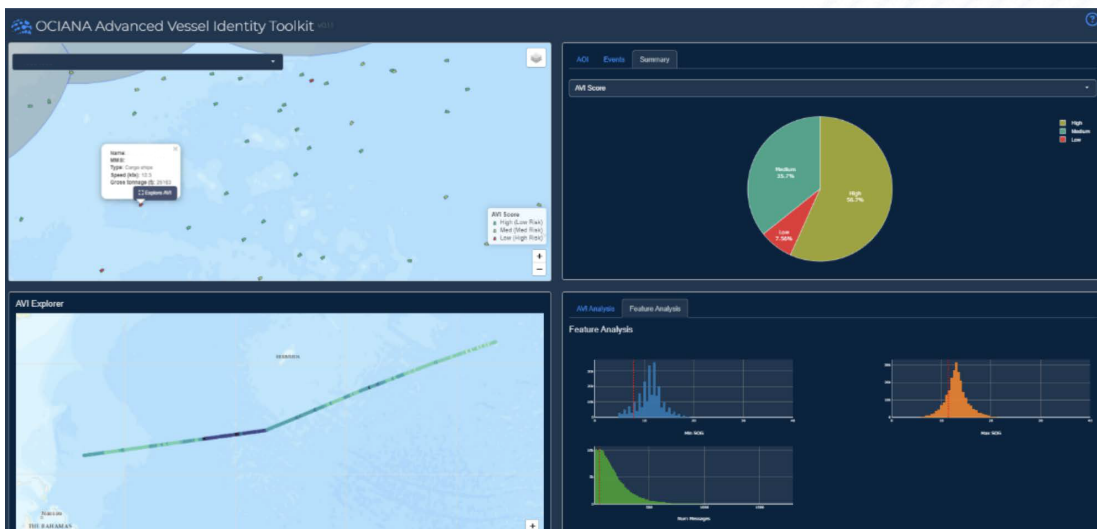 OCIANA Advanced Vessel Identity Toolkit
Name:
MMSI:
Type: Cargo ships
Speed (kts): 12.3
Gross tonnage (t):
Explore AVI
AVI Score
High (Low Risk)
Med (Med Risk)
Low (High Risk)
+
−
AOI Events Summary
AVI Score
High
Medium
Low
Medium
35.7%
High
56.7%
Low
7.56%
AVI Explorer
BERMUDA
Nassau
THE BAHAMAS
+
AVI Analysis Feature Analysis
Feature Analysis
Min SOG
Max SOG
Num Messages